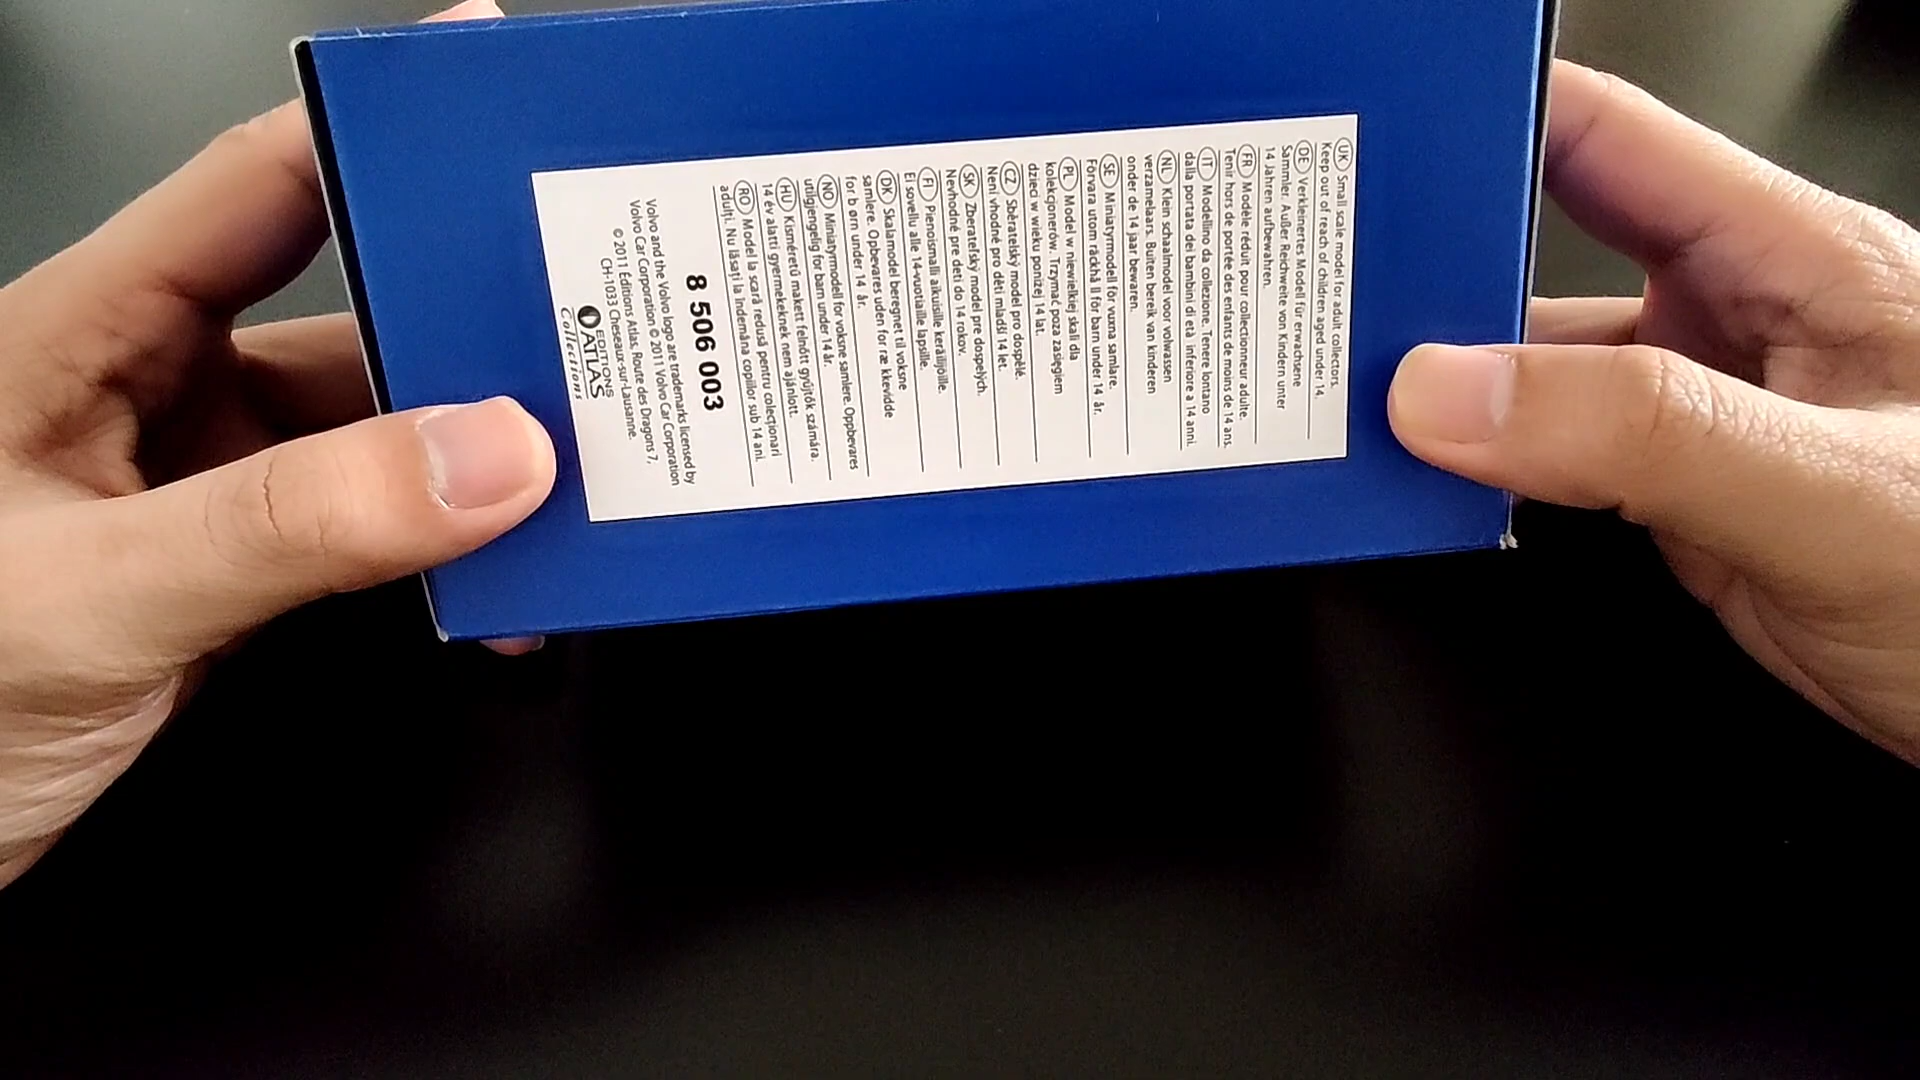 UK Small scale model for adult collectors.
Keep out of reach of children aged under 14.
DE Verkleinertes Modell für erwachsene
Sammler. Außer Reichweite von Kindern unter
14 Jahren aufbewahren.
FR Modèle réduit pour collectionneur adulte.
Tenir hors de portée des enfants de moins de 14 ans.
IT Modellino da collezione. Tenere lontano
dalla portata dei bambini di età inferiore a 14 anni.
NL Klein schaalmodel voor volwassen
verzamelaars. Buiten bereik van kinderen
onder de 14 jaar bewaren.
SE Miniatyrmodell för vuxna samlare.
Förvara utom räckhå ll för barn under 14 år.
PL Model w niewielkiej skali dla
kolekcjonerów. Trzymać poza zasięgiem
dzieci w wieku poniżej 14 lat.
CZ Sběratelský model pro dospělé.
Není vhodné pro děti mladší 14 let.
SK Zberateľský model pre dospelých.
Nevhodné pre deti do 14 rokov.
FI Pienoismalli aikuisille keräilijöille.
Ei sovellu alle 14-vuotiaille lapsille.
DK Skalamodel beregnet til voksne
samlere. Opbevares uden for ræ kkevidde
for b ørn under 14 år.
NO Miniatyrmodell for voksne samlere. Oppbevares
utilgjengelig for barn under 14 år.
HU Kisméretű makett felnőtt gyűjtők számára.
14 év alatti gyermekeknek nem ajánlott.
RO Model la scară redusă pentru colecționari
adulți. Nu lăsați la îndemâna copiilor sub 14 ani.
8 506 003
Volvo and the Volvo logo are trademarks licensed by
Volvo Car Corporation © 2011 Volvo Car Corporation
© 2011 Éditions Atlas, Route des Dragons 7,
CH-1033 Cheseaux-sur-Lausanne.
EDITIONS
ATLAS
Collections